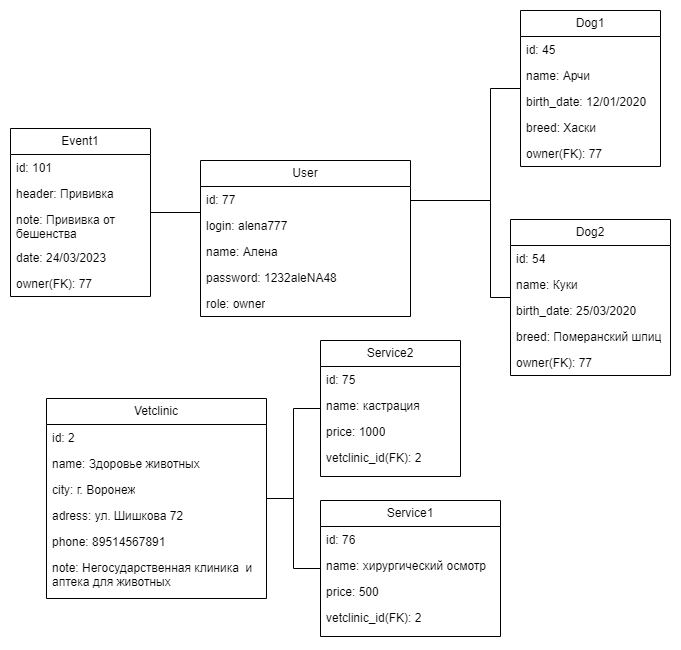 Event1
id: 101
header: Прививка
note: Прививка от
бешенства
date: 24/03/2023
owner(FK): 77
User
id: 77
login: alena777
name: Алена
password: 1232aleNA48
role: owner
Dog1
id: 45
name: Арчи
birth_date: 12/01/2020
breed: Хаски
owner(FK): 77
Dog2
id: 54
name: Куки
birth_date: 25/03/2020
breed: Померанский шпиц
owner(FK): 77
Vetclinic
id: 2
name: Здоровье животных
city: г. Воронеж
adress: ул. Шишкова 72
phone: 89514567891
note: Негосударственная клиника и
аптека для животных
Service2
id: 75
name: кастрация
price: 1000
vetclinic_id(FK): 2
Service1
id: 76
name: хирургический осмотр
price: 500
vetclinic_id(FK): 2